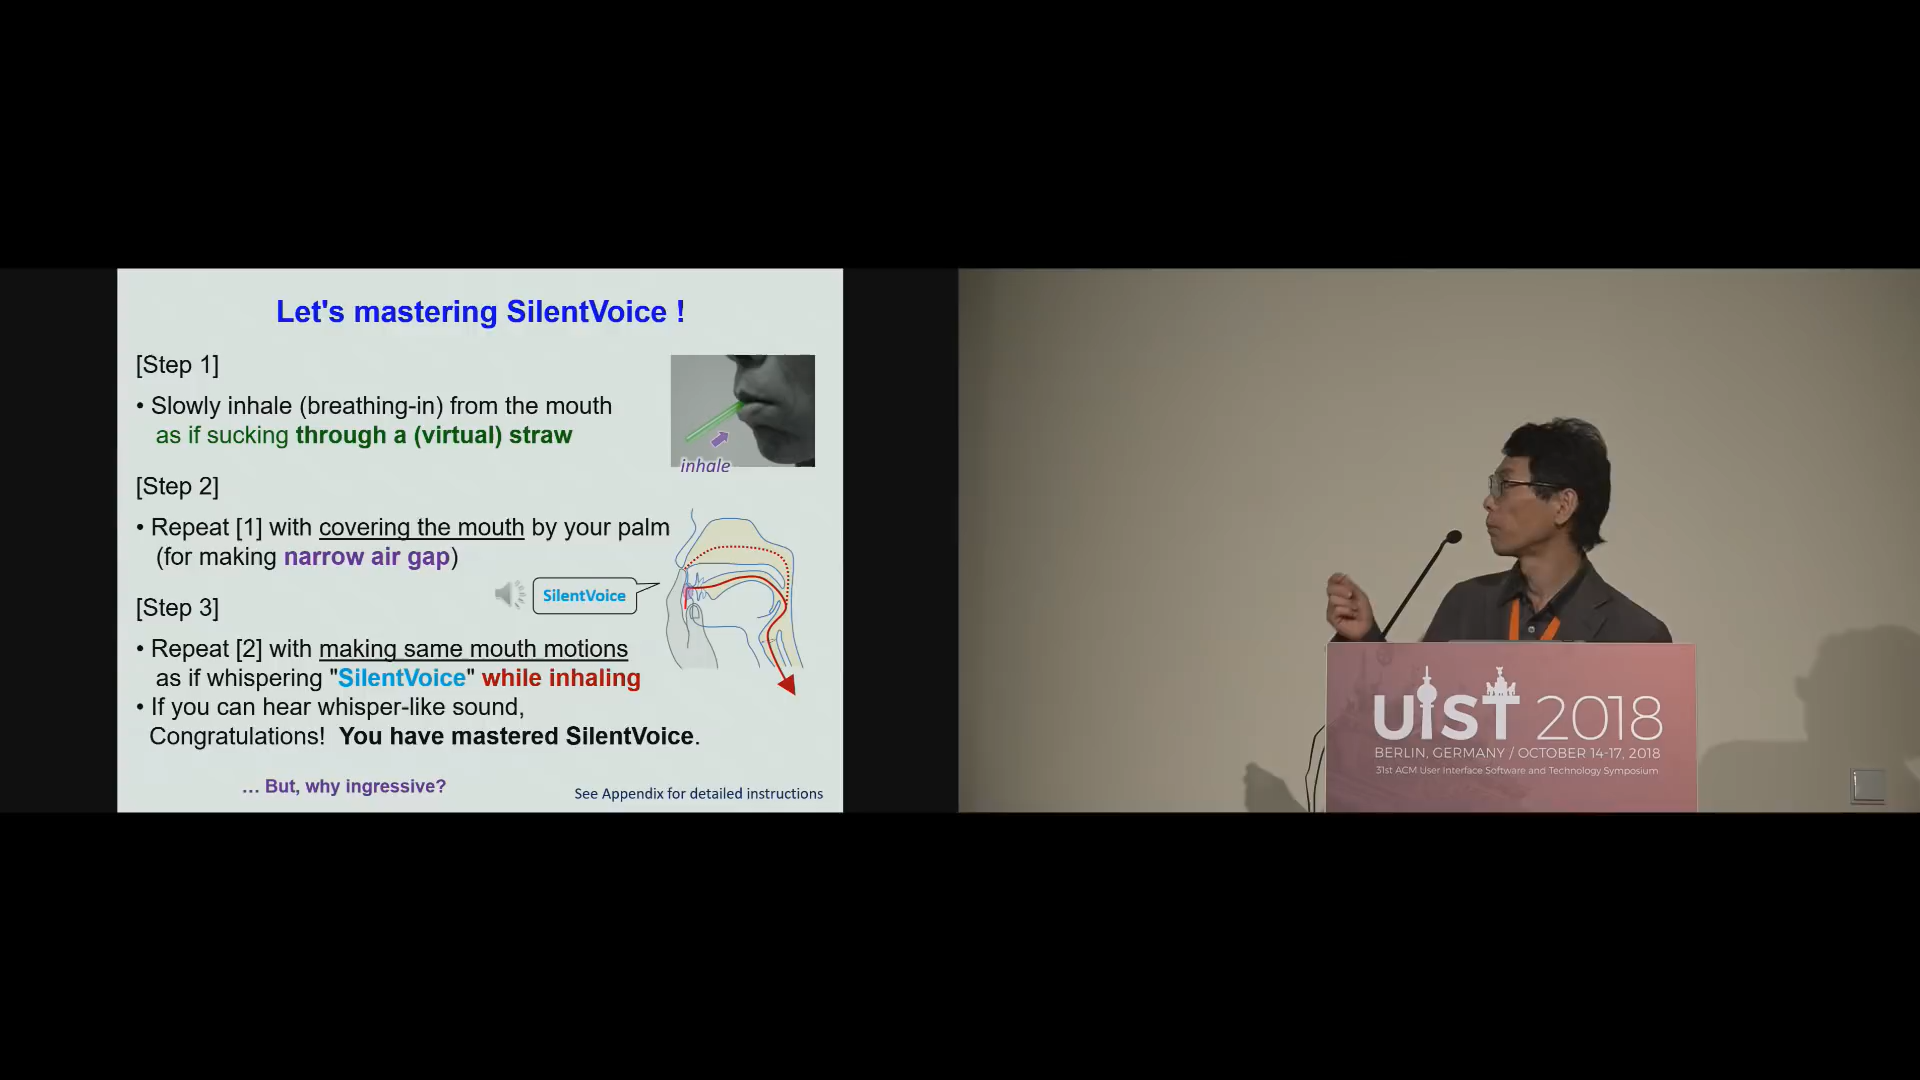 Let's mastering SilentVoice !
[Step 1]
• Slowly inhale (breathing-in) from the mouth
as if sucking through a (virtual) straw
inhale
[Step 2]
• Repeat [1] with covering the mouth by your palm
(for making narrow air gap)
SilentVoice
[Step 3]
• Repeat [2] with making same mouth motions
as if whispering "SilentVoice" while inhaling
• If you can hear whisper-like sound,
Congratulations! You have mastered SilentVoice.
... But, why ingressive?
See Appendix for detailed instructions
UIST 2018
BERLIN, GERMANY / OCTOBER 14-17, 2018
31st ACM User Interface Software and Technology Symposium